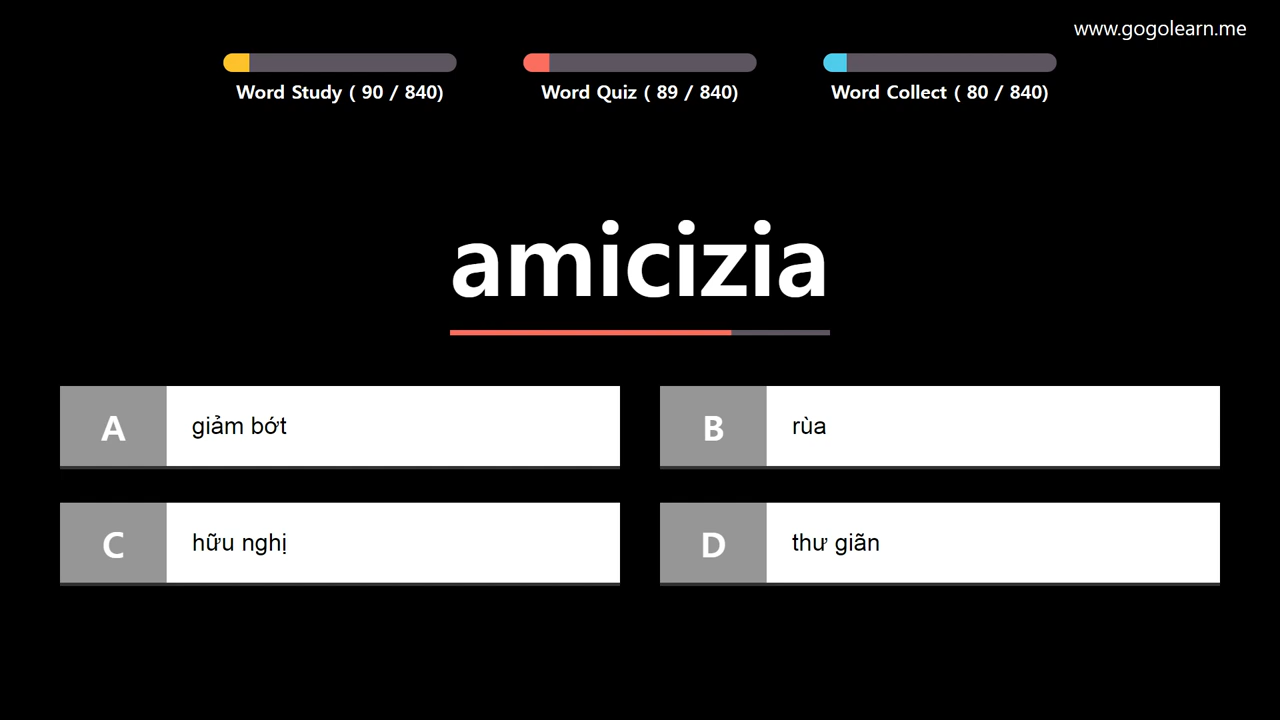 www.gogolearn.me
Word Study ( 90 / 840)
Word Quiz ( 89 / 840)
Word Collect ( 80 / 840)
amicizia
A
giảm bớt
B
rùa
C
hữu nghị
D
thư giãn